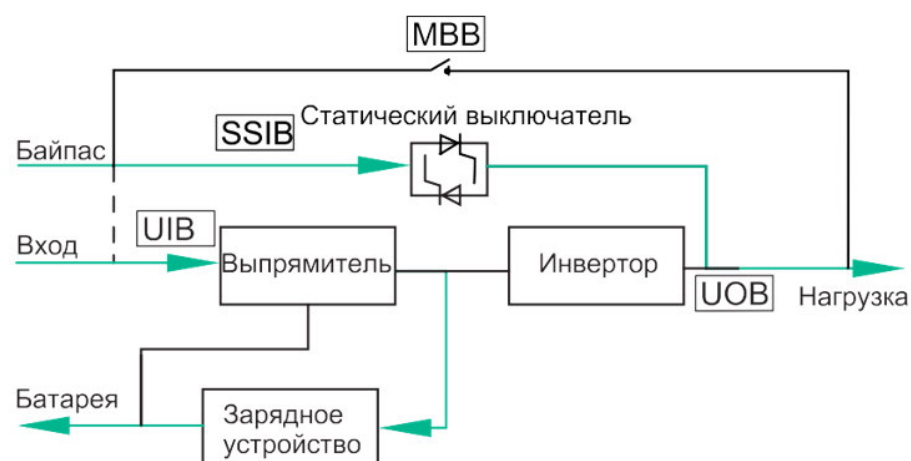 MBB
Статический выключатель
SSIB
Байпас
UIB
Вход
Выпрямитель
Инвертор
UOB
Нагрузка
Батарея
Зарядное
устройство